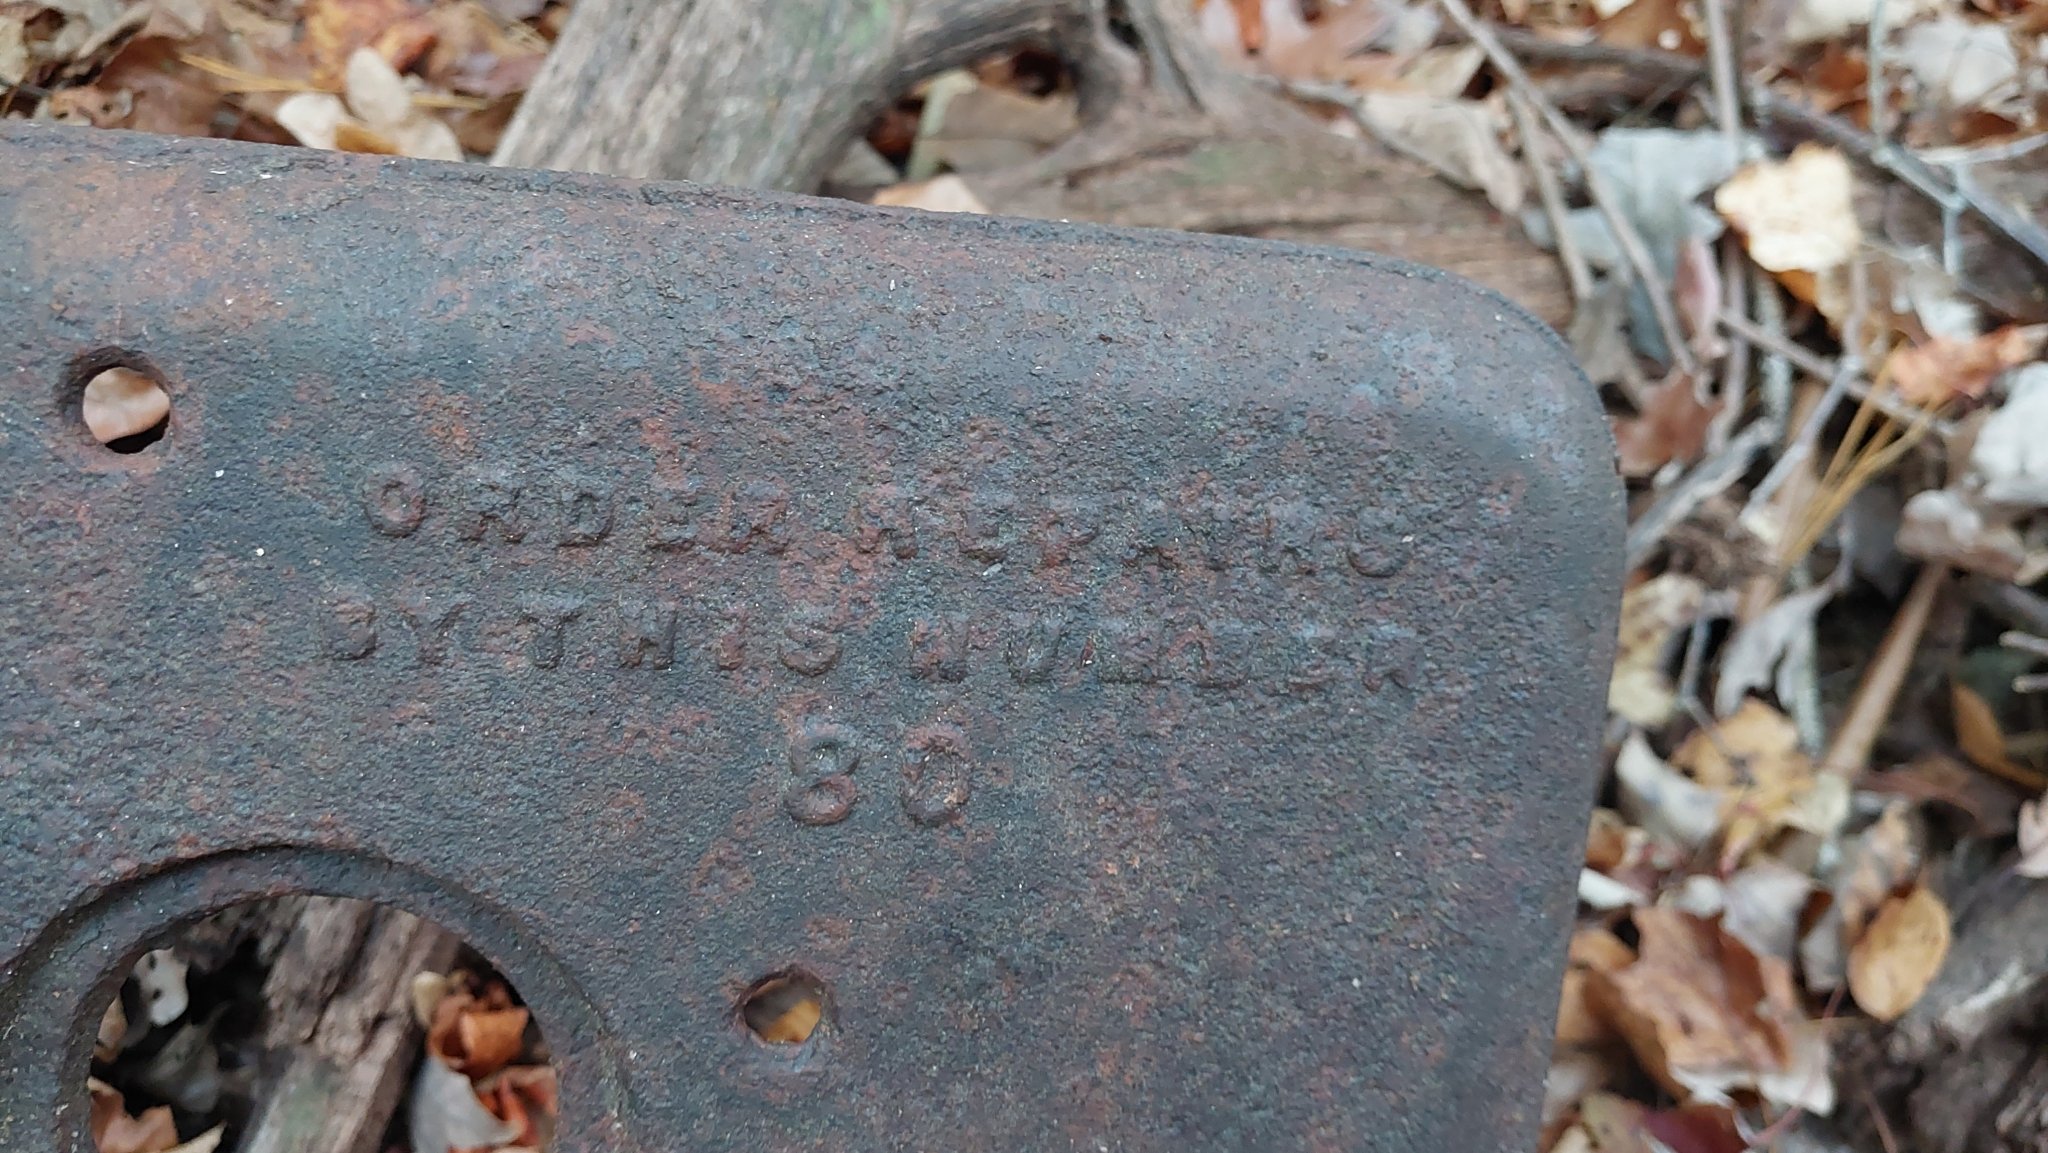 ORDER REPAIRS
BY THIS NUMBER
80